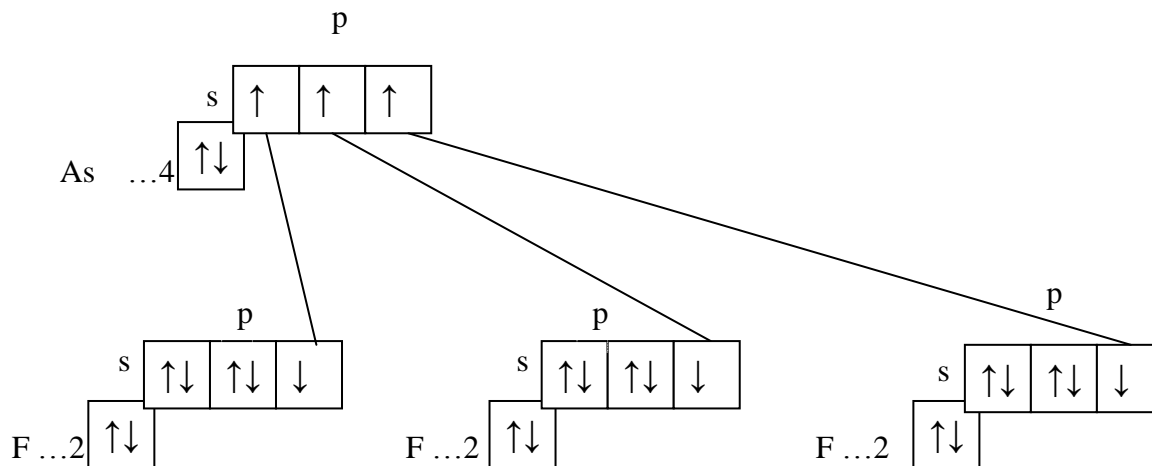 p
s ↑ ↑ ↑
As …4 ↑↓
p p p
s ↑↓ ↑↓ ↓ s ↑↓ ↑↓ ↓ s ↑↓ ↑↓ ↓
F …2 ↑↓ F …2 ↑↓ F …2 ↑↓